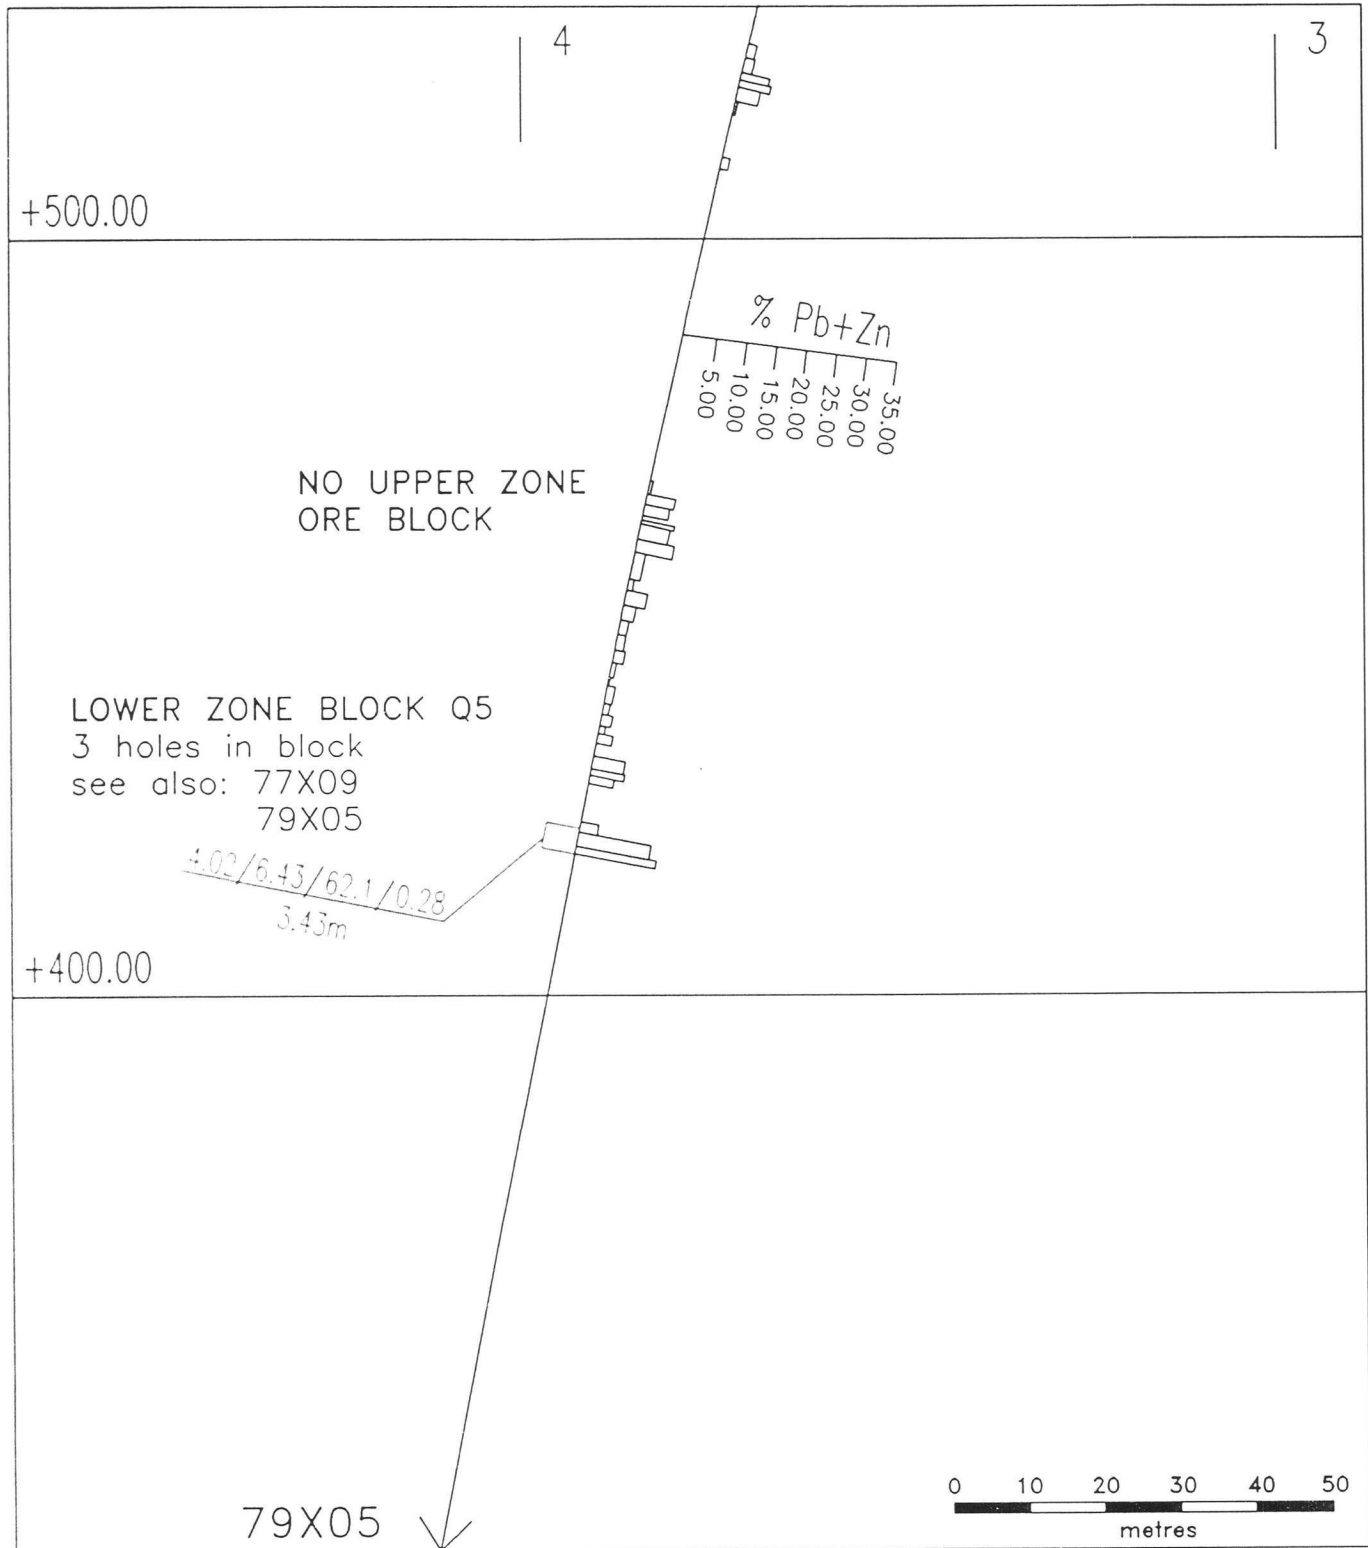 4
3
+500.00
% Pb+Zn
5.00
10.00
15.00
20.00
25.00
30.00
35.00
NO UPPER ZONE
ORE BLOCK
LOWER ZONE BLOCK Q5
3 holes in block
see also: 77X09
79X05
4.02/6.43/62.1/0.28
3.43m
+400.00
79X05
0 10 20 30 40 50
metres